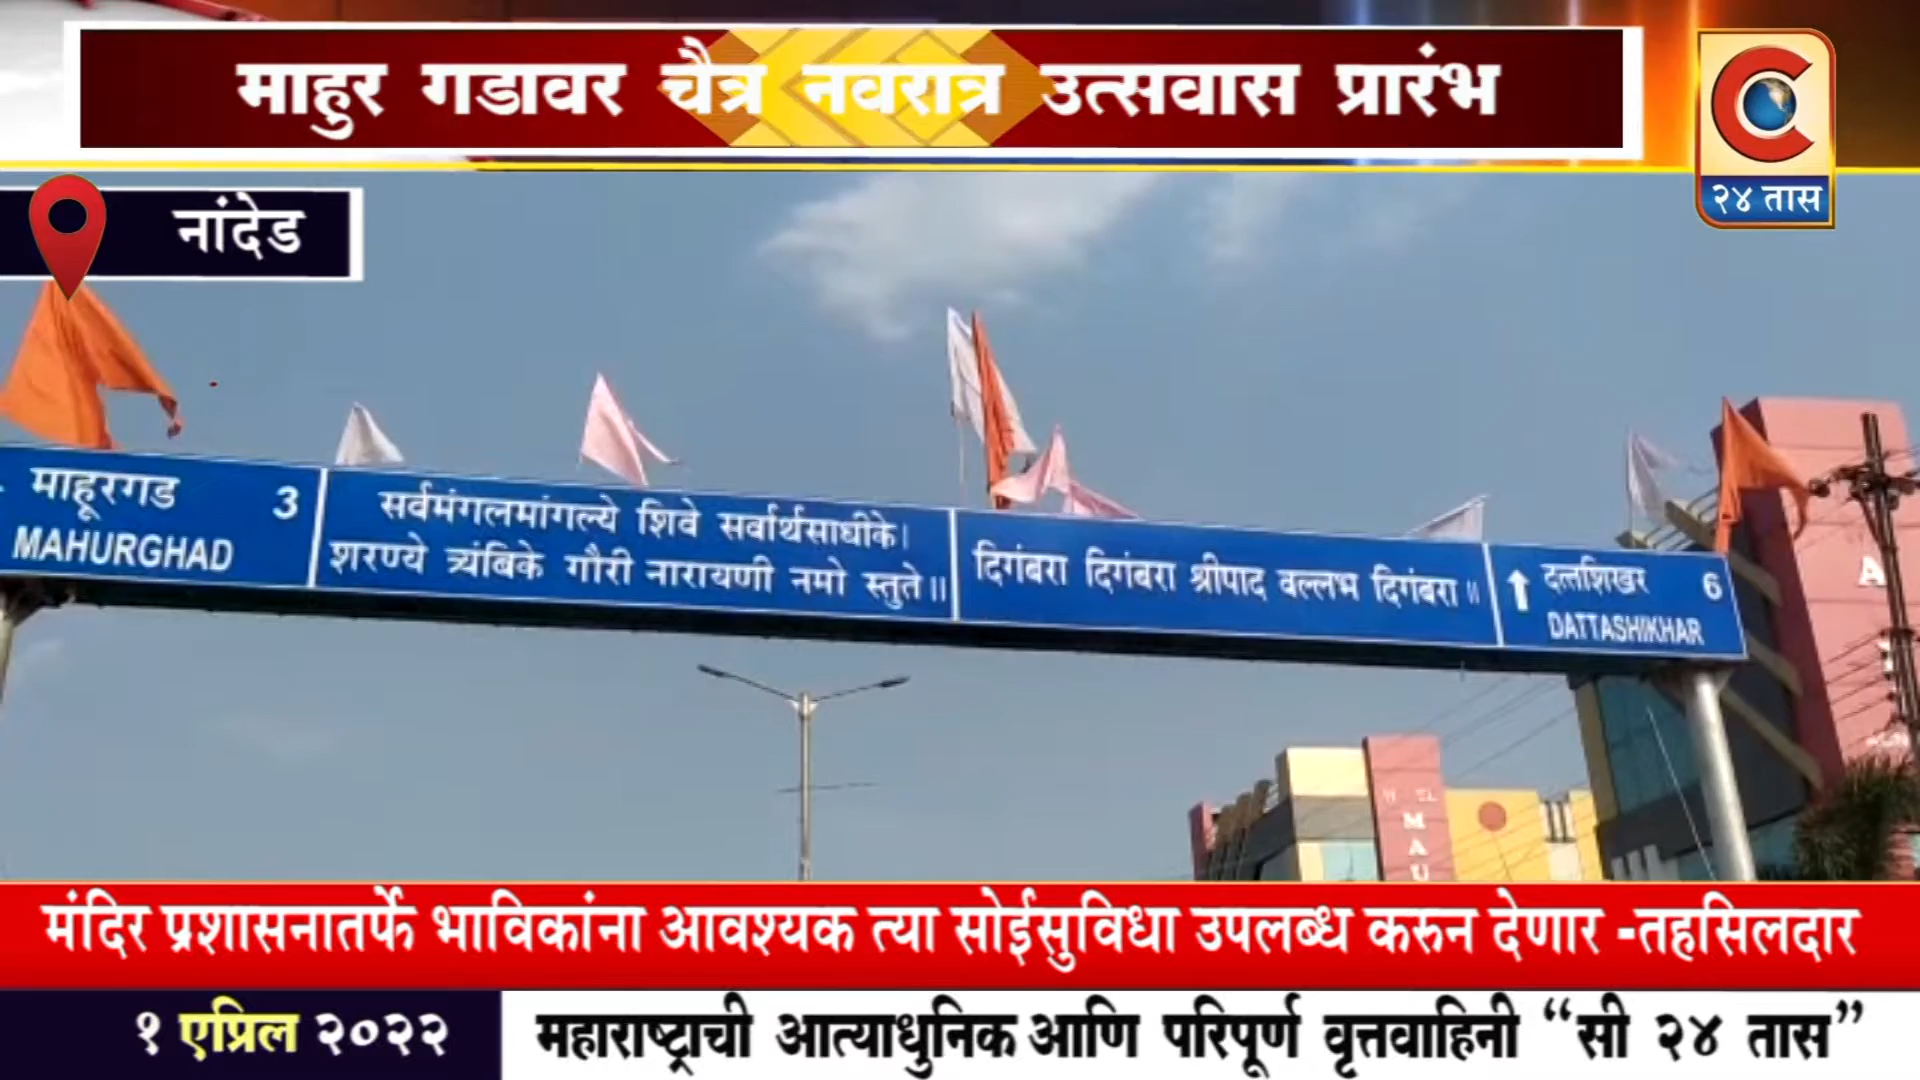 माहुर गडावर चैत्र नवरात्र उत्सवास प्रारंभ
२४ तास
नांदेड
माहूरगड 3
MAHURGHAD
सर्वमंगलमांगल्ये शिवे सर्वार्थसाधीके।
शरण्ये त्र्यंबिके गौरी नारायणी नमो स्तुते॥
दिगंबरा दिगंबरा श्रीपाद वल्लभ दिगंबरा॥
दत्तशिखर 6
DATTASHIKHAR
A
MAU
मंदिर प्रशासनातर्फे भाविकांना आवश्यक त्या सोईसुविधा उपलब्ध करुन देणार -तहसिलदार
१ एप्रिल २०२२
महाराष्ट्राची आत्याधुनिक आणि परिपूर्ण वृत्तवाहिनी “सी २४ तास”